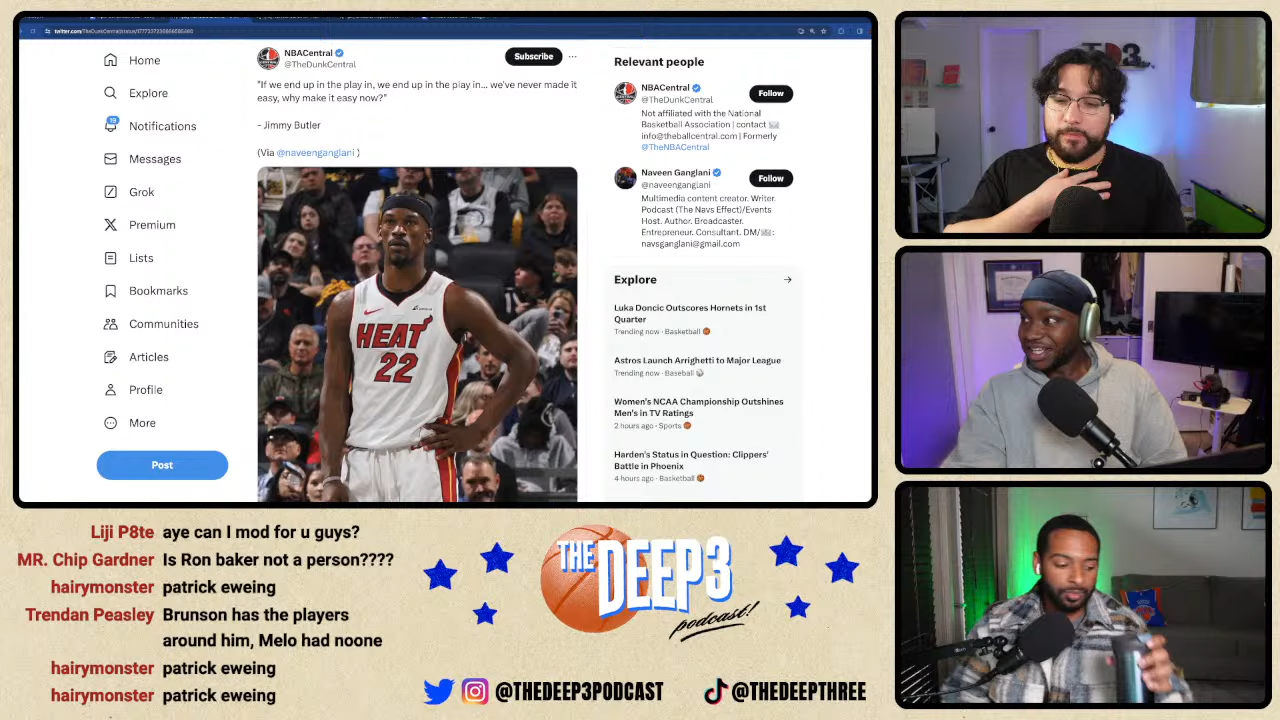 twitter.com/TheDunkCentral/status/
Home
Explore
Notifications
19
Messages
Grok
Premium
Lists
Bookmarks
Communities
Articles
Profile
More
Post
NBACentral
@TheDunkCentral
Subscribe
"If we end up in the play in, we end up in the play in... we've never made it
easy, why make it easy now?"
- Jimmy Butler
(Via @naveenganglani )
HEAT
22
Relevant people
NBACentral
@TheDunkCentral
Follow
Not affiliated with the National
Basketball Association | contact
info@theballcentral.com | Formerly
@TheNBACentral
Naveen Ganglani
@naveenganglani
Follow
Multimedia content creator. Writer.
Podcast (The Navs Effect)/Events
Host. Author. Broadcaster.
Entrepreneur. Consultant. DM/
:
navsganglani@gmail.com
Explore
Luka Doncic Outscores Hornets in 1st
Quarter
Trending now · Basketball
Astros Launch Arrighetti to Major League
Trending now · Baseball
Women's NCAA Championship Outshines
Men's in TV Ratings
2 hours ago · Sports
Harden's Status in Question: Clippers'
Battle in Phoenix
4 hours ago · Basketball
Liji P8te aye can I mod for u guys?
MR. Chip Gardner Is Ron baker not a person????
hairymonster patrick eweing
Trendan Peasley Brunson has the players
around him, Melo had noone
hairymonster patrick eweing
hairymonster patrick eweing
THE
DEEP3
podcast!
@THEDEEP3PODCAST
@THEDEEPTHREE